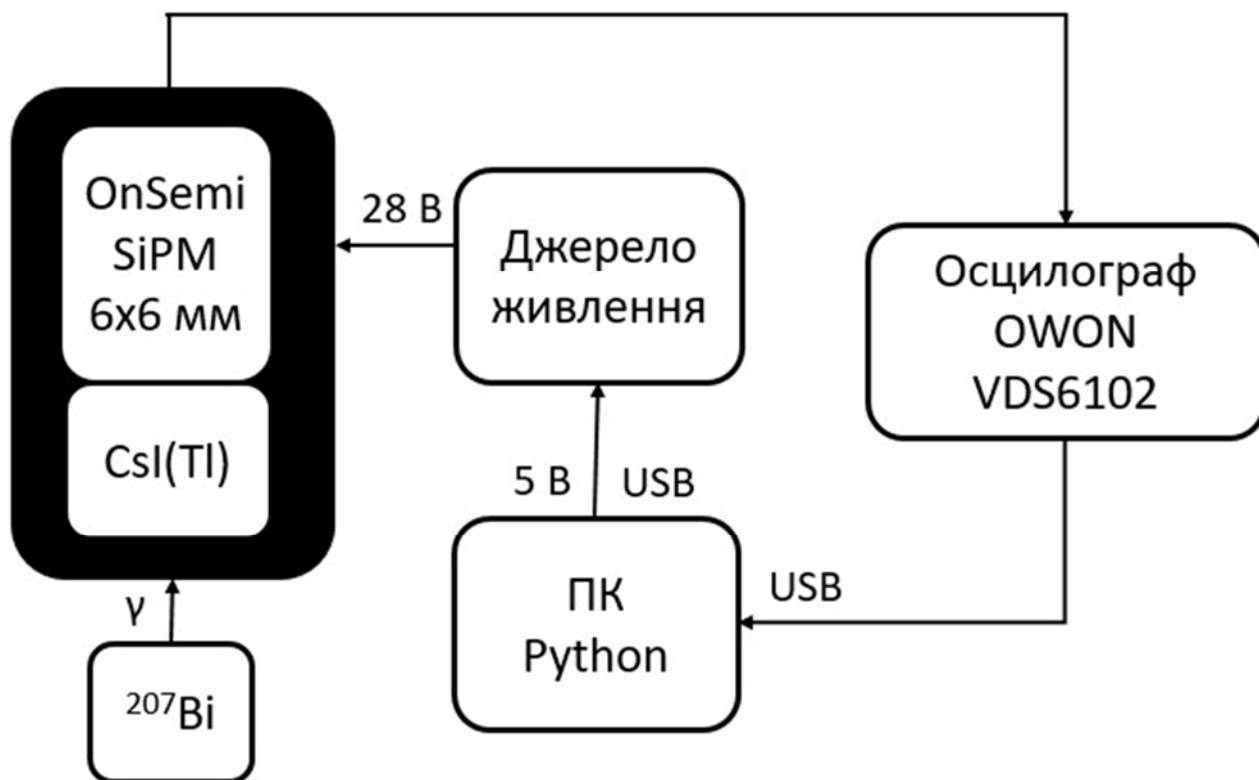 OnSemi
SiPM
6x6 мм
CsI(Tl)
γ
²⁰⁷Bi
28 В
Джерело
живлення
5 В USB
ПК
Python
USB
Осцилограф
OWON
VDS6102